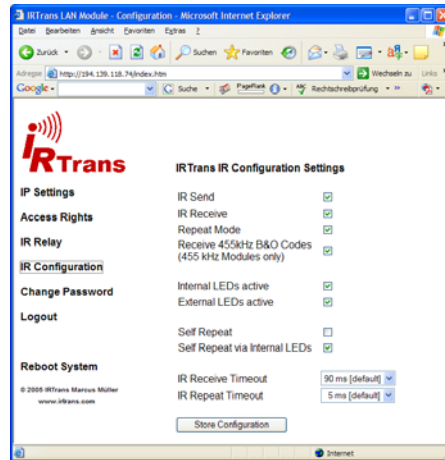 IRTrans LAN Module - Configuration - Microsoft Internet Explorer
Datei Bearbeiten Ansicht Favoriten Extras ?
Zurück Suchen Favoriten
Adresse http://194.139.118.74/index.htm Wechseln zu Links
Google Suche PageRank ABC Rechtschreibprüfung
iRTrans
IRTrans IR Configuration Settings
IP Settings
IR Send
Access Rights
IR Receive
Repeat Mode
IR Relay
Receive 455kHz B&O Codes
(455 kHz Modules only)
IR Configuration
Change Password
Internal LEDs active
External LEDs active
Logout
Self Repeat
Self Repeat via Internal LEDs
Reboot System
IR Receive Timeout 90 ms [default]
© 2005 IRTrans Marcus Müller
IR Repeat Timeout 5 ms [default]
www.irtrans.com
Store Configuration
Internet